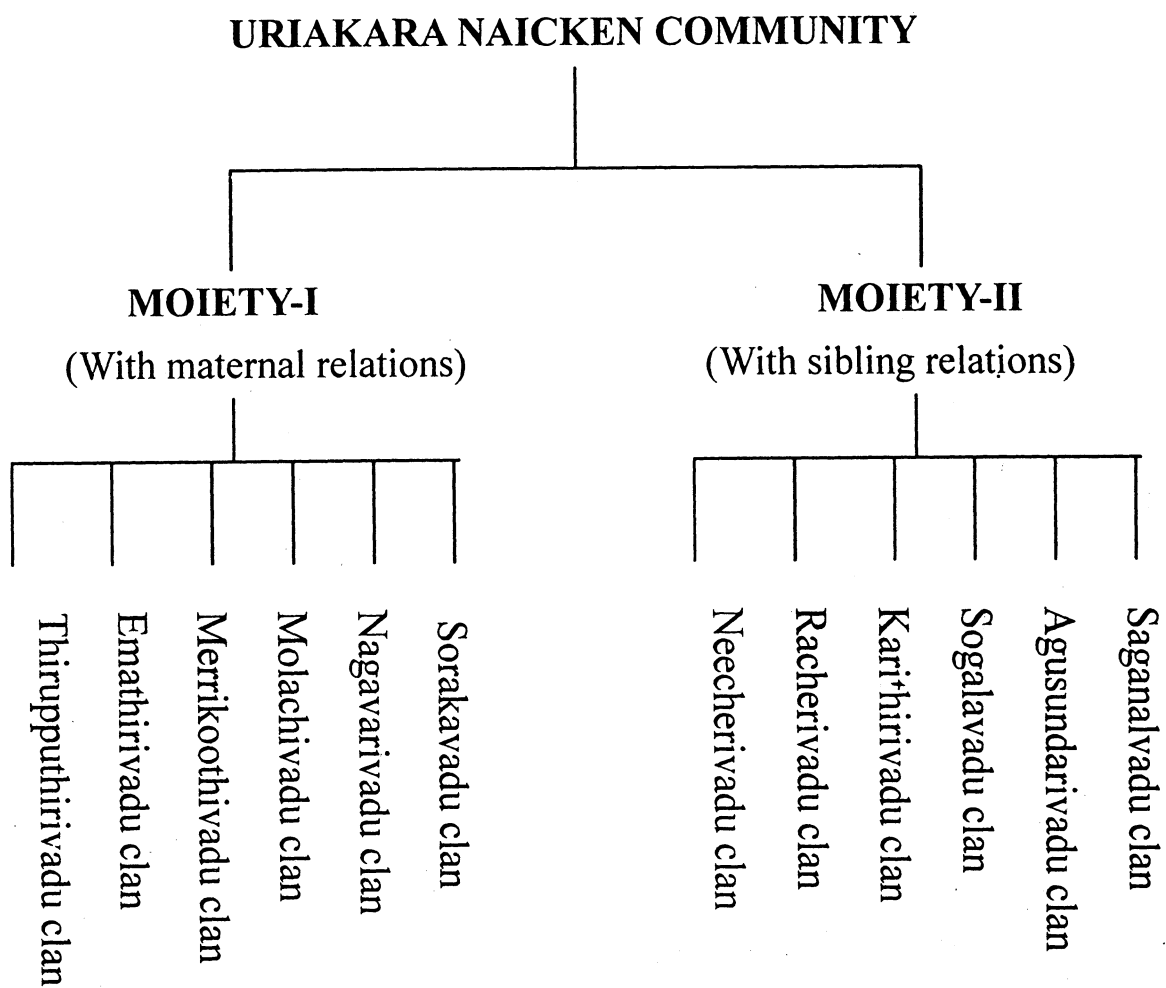 URIAKARA NAICKEN COMMUNITY
MOIETY-I
(With maternal relations)
MOIETY-II
(With sibling relations)
Thirupputhirivadu clan
Emathirivadu clan
Merrikoothivadu clan
Molachivadu clan
Nagavarivadu clan
Sorakavadu clan
Neecherivadu clan
Racherivadu clan
Karithirivadu clan
Sogalavadu clan
Agusundarivadu clan
Saganalvadu clan